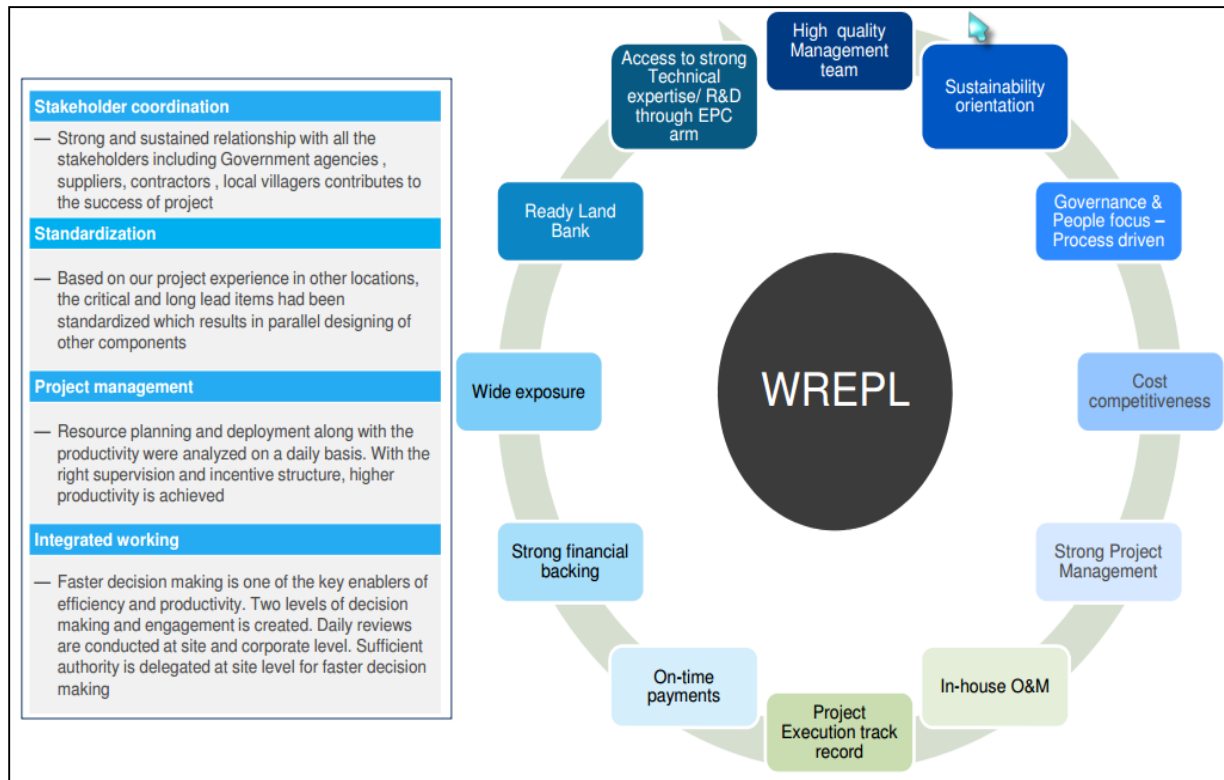 Stakeholder coordination
— Strong and sustained relationship with all the
stakeholders including Government agencies ,
suppliers, contractors , local villagers contributes to
the success of project
Standardization
— Based on our project experience in other locations,
the critical and long lead items had been
standardized which results in parallel designing of
other components
Project management
— Resource planning and deployment along with the
productivity were analyzed on a daily basis. With the
right supervision and incentive structure, higher
productivity is achieved
Integrated working
— Faster decision making is one of the key enablers of
efficiency and productivity. Two levels of decision
making and engagement is created. Daily reviews
are conducted at site and corporate level. Sufficient
authority is delegated at site level for faster decision
making
High quality
Management
team
Sustainability
orientation
Governance &
People focus –
Process driven
Cost
competitiveness
Strong Project
Management
In-house O&M
Project
Execution track
record
On-time
payments
Strong financial
backing
Wide exposure
Ready Land
Bank
Access to strong
Technical
expertise/ R&D
through EPC
arm
WREPL